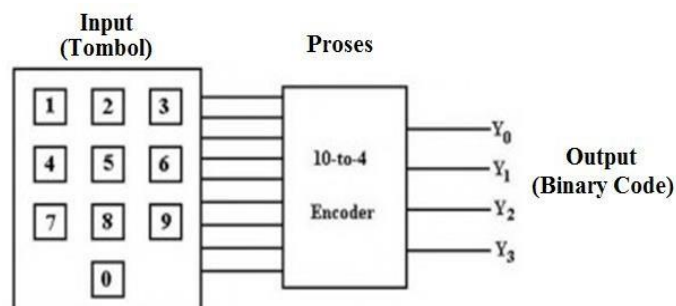 Input
(Tombol)
Proses
1 2 3
4 5 6
7 8 9
0
10-to-4
Encoder
Y0
Y1
Y2
Y3
Output
(Binary Code)